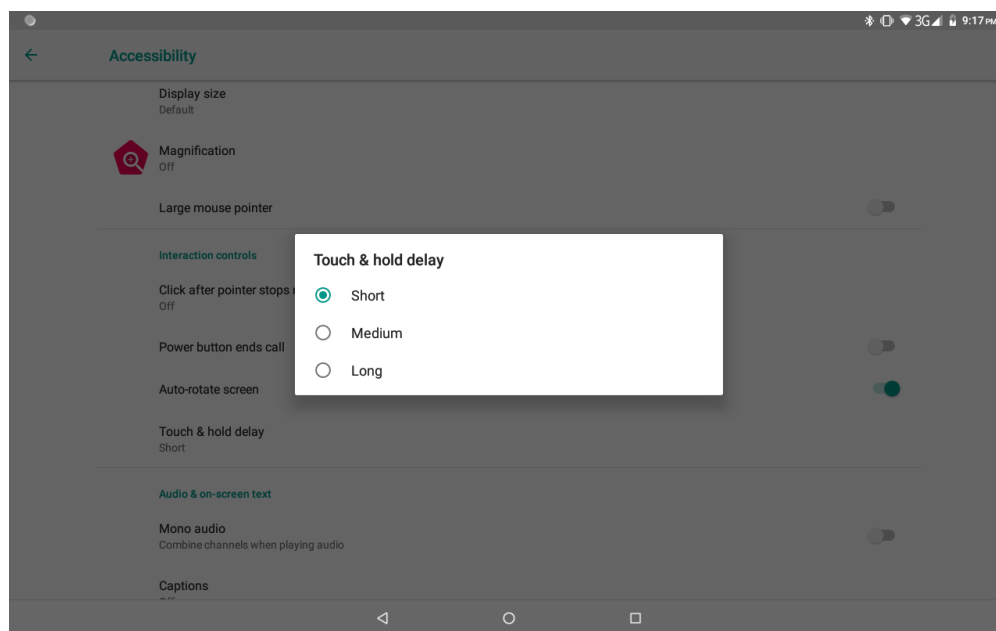 3G 9:17 PM
Accessibility
Display size
Default
Magnification
Off
Large mouse pointer
Interaction controls
Click after pointer stops
Off
Power button ends call
Auto-rotate screen
Touch & hold delay
Short
Touch & hold delay
Short
Medium
Long
Audio & on-screen text
Mono audio
Combine channels when playing audio
Captions